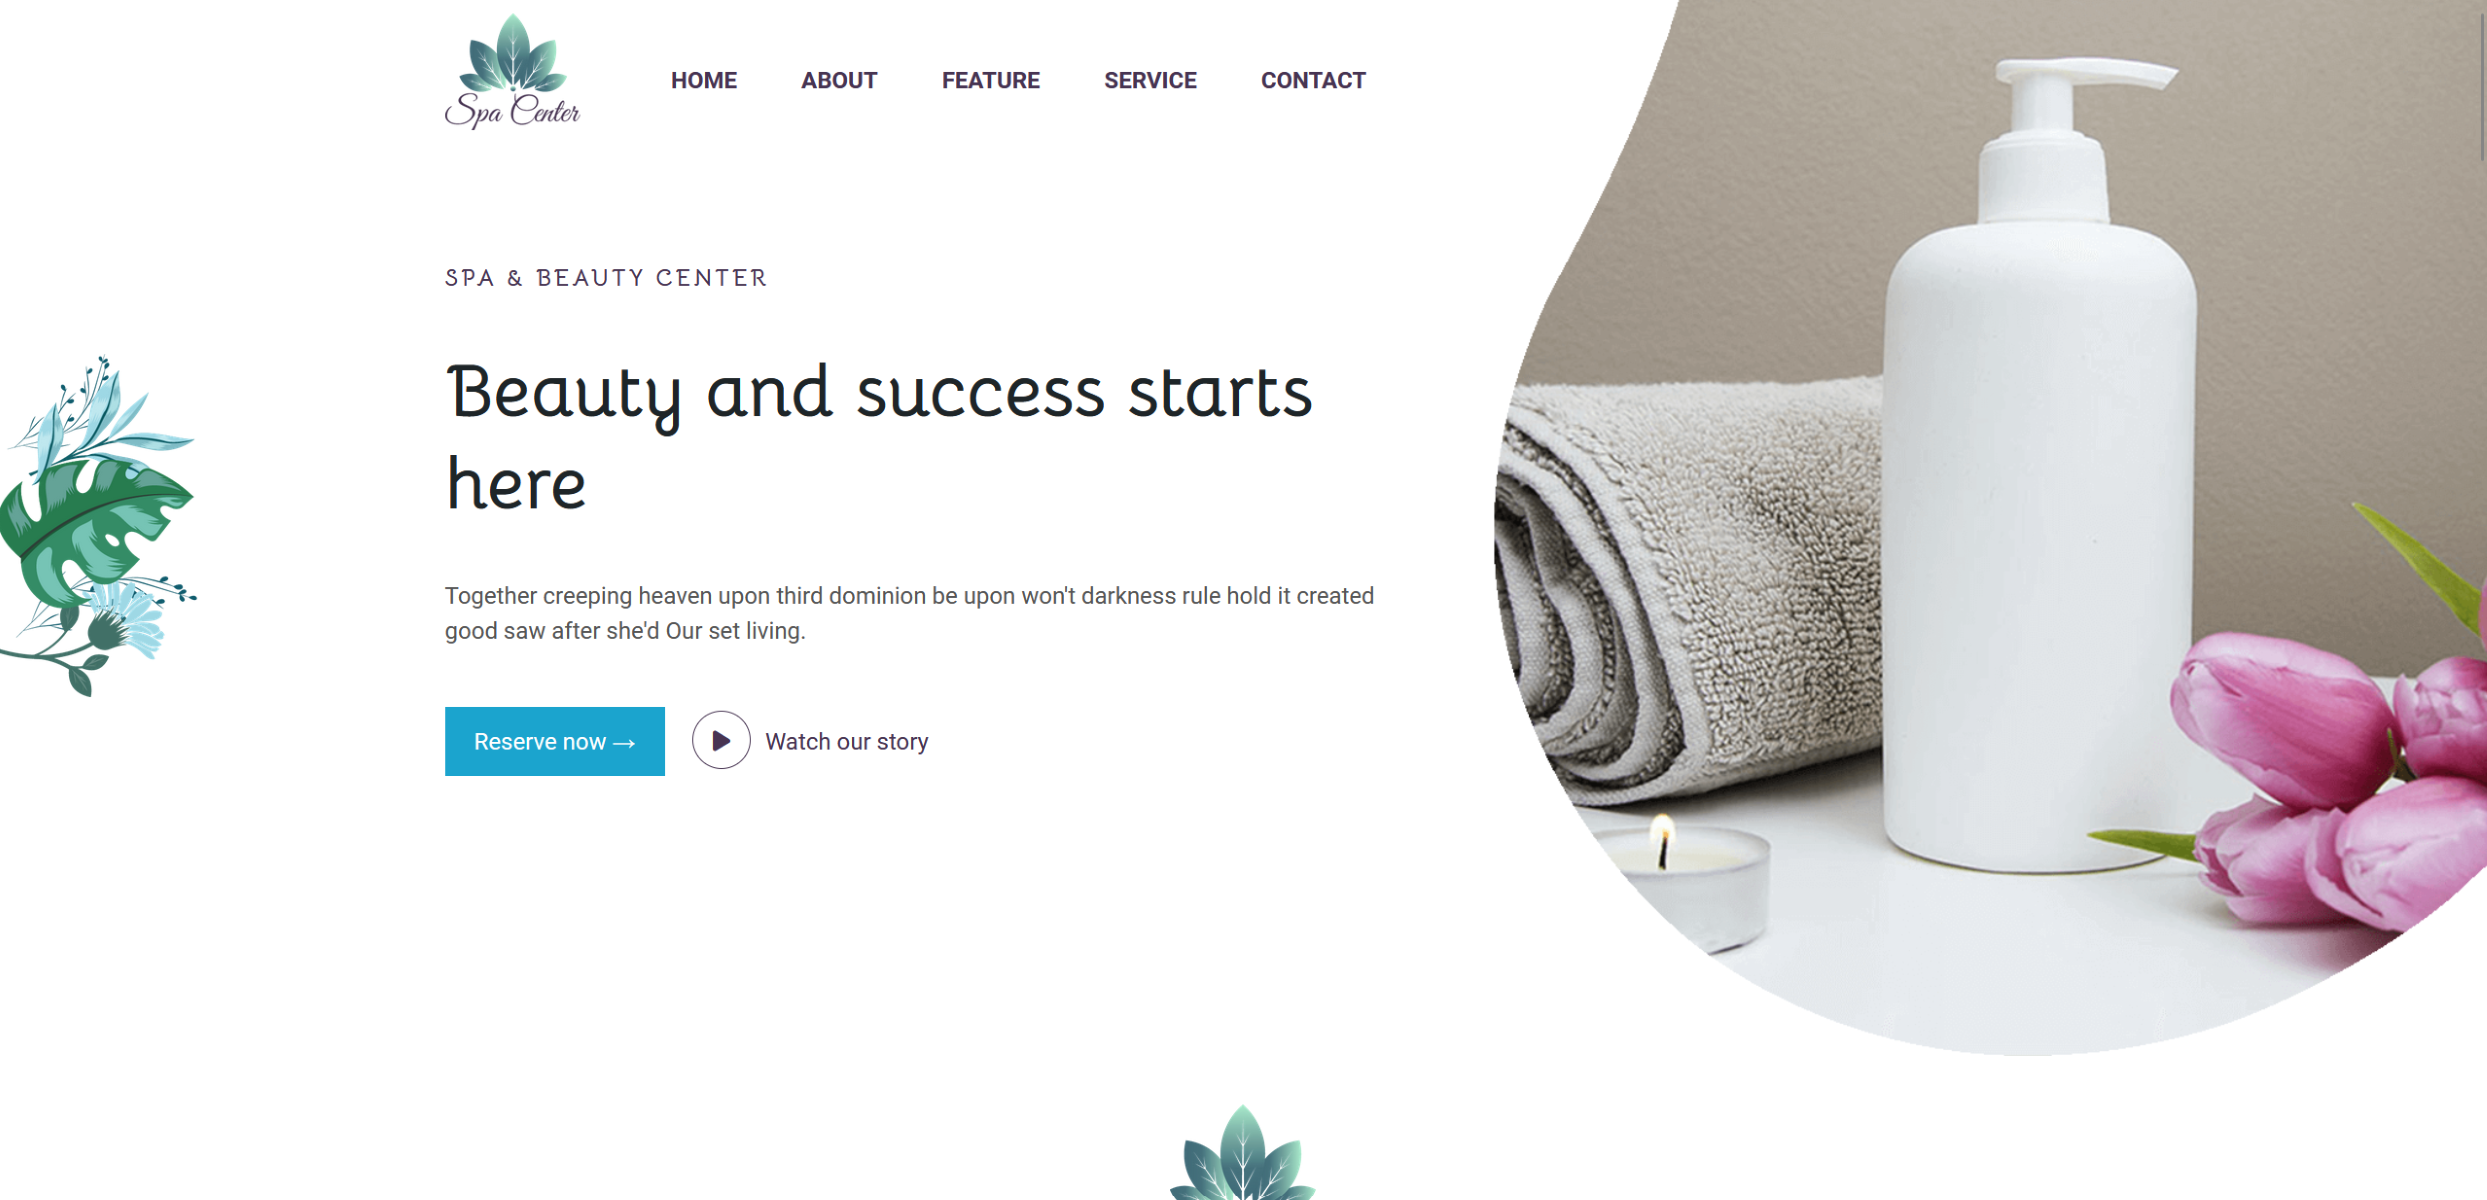 Spa Center
HOME ABOUT FEATURE SERVICE CONTACT
SPA & BEAUTY CENTER
Beauty and success starts
here
Together creeping heaven upon third dominion be upon won't darkness rule hold it created
good saw after she'd Our set living.
Reserve now →
Watch our story